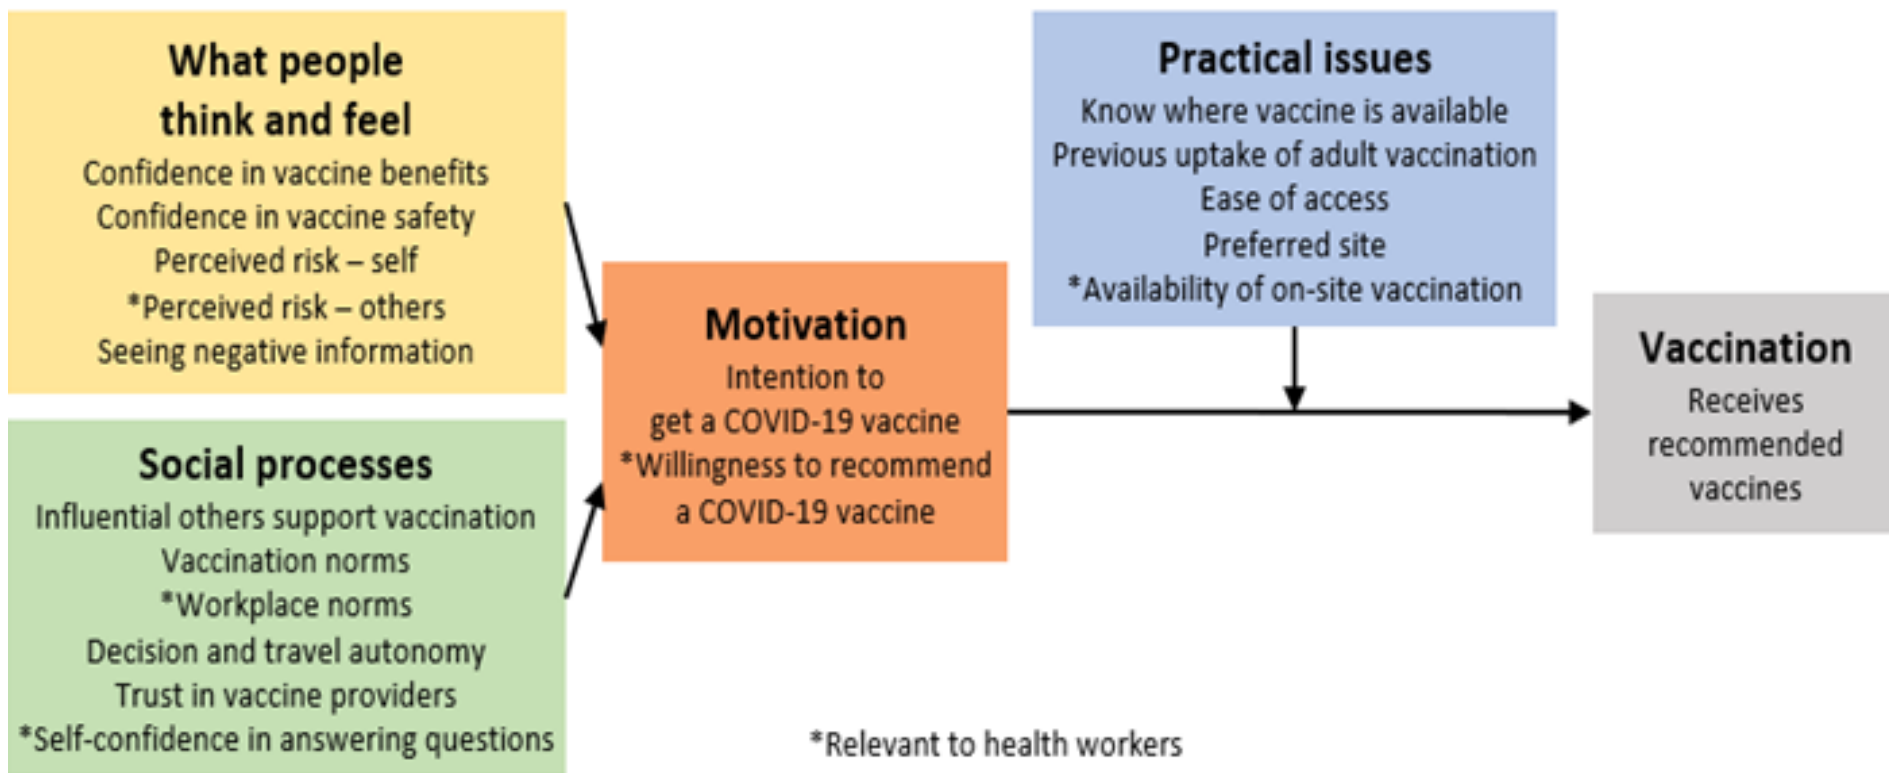 What people
think and feel
Confidence in vaccine benefits
Confidence in vaccine safety
Perceived risk – self
*Perceived risk – others
Seeing negative information
Social processes
Influential others support vaccination
Vaccination norms
*Workplace norms
Decision and travel autonomy
Trust in vaccine providers
*Self-confidence in answering questions
Motivation
Intention to
get a COVID-19 vaccine
*Willingness to recommend
a COVID-19 vaccine
Practical issues
Know where vaccine is available
Previous uptake of adult vaccination
Ease of access
Preferred site
*Availability of on-site vaccination
Vaccination
Receives
recommended
vaccines
*Relevant to health workers